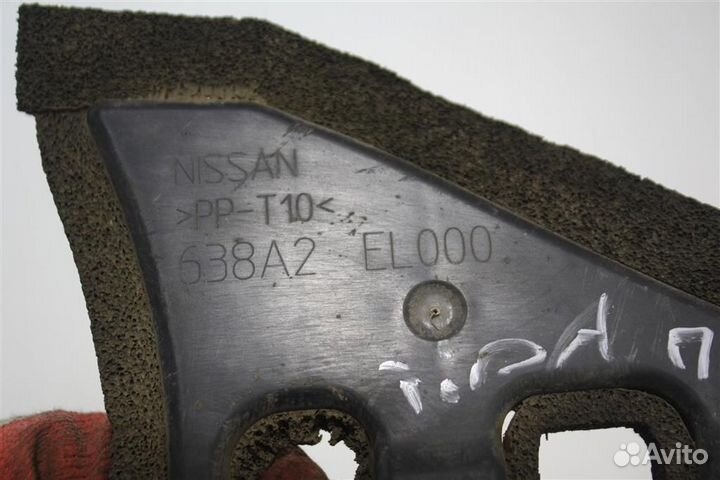 NISSAN
>PP-T10<
638A2 EL000
Avito